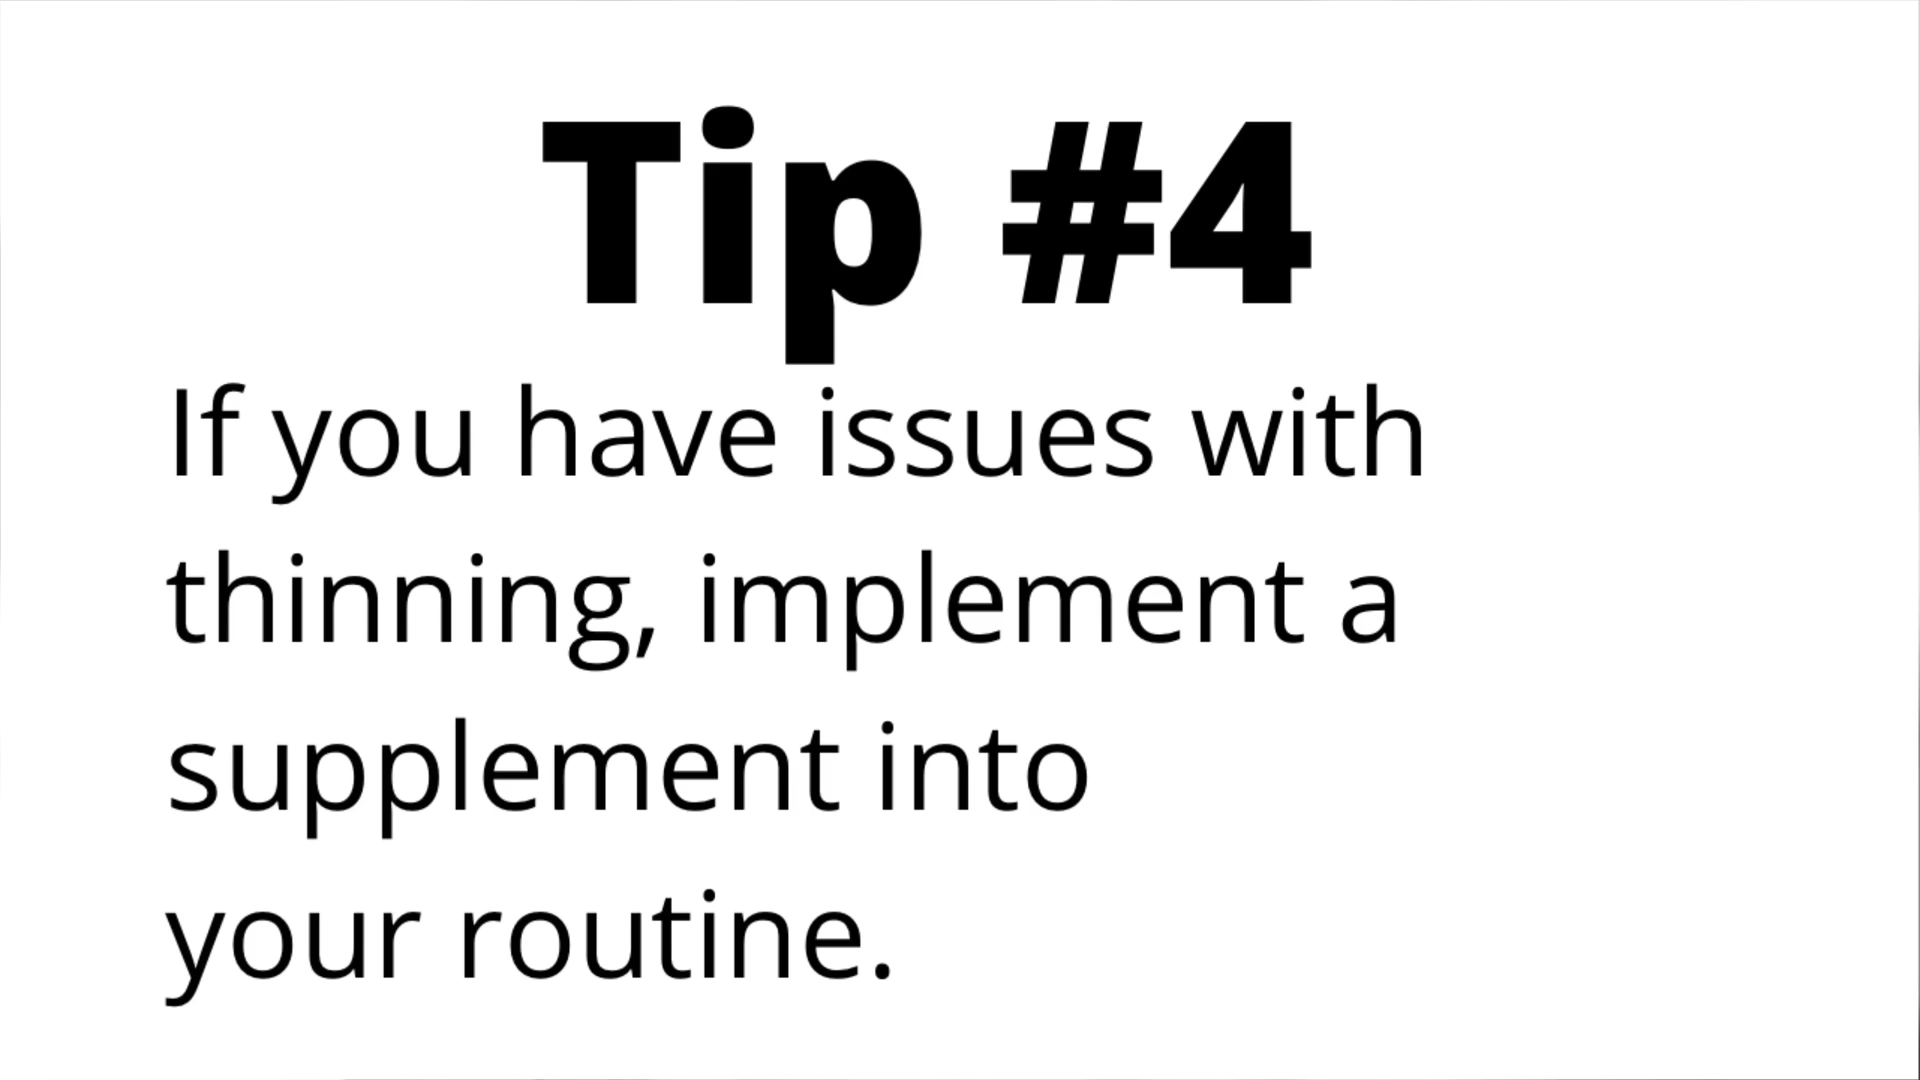 Tip #4
If you have issues with
thinning, implement a
supplement into
your routine.